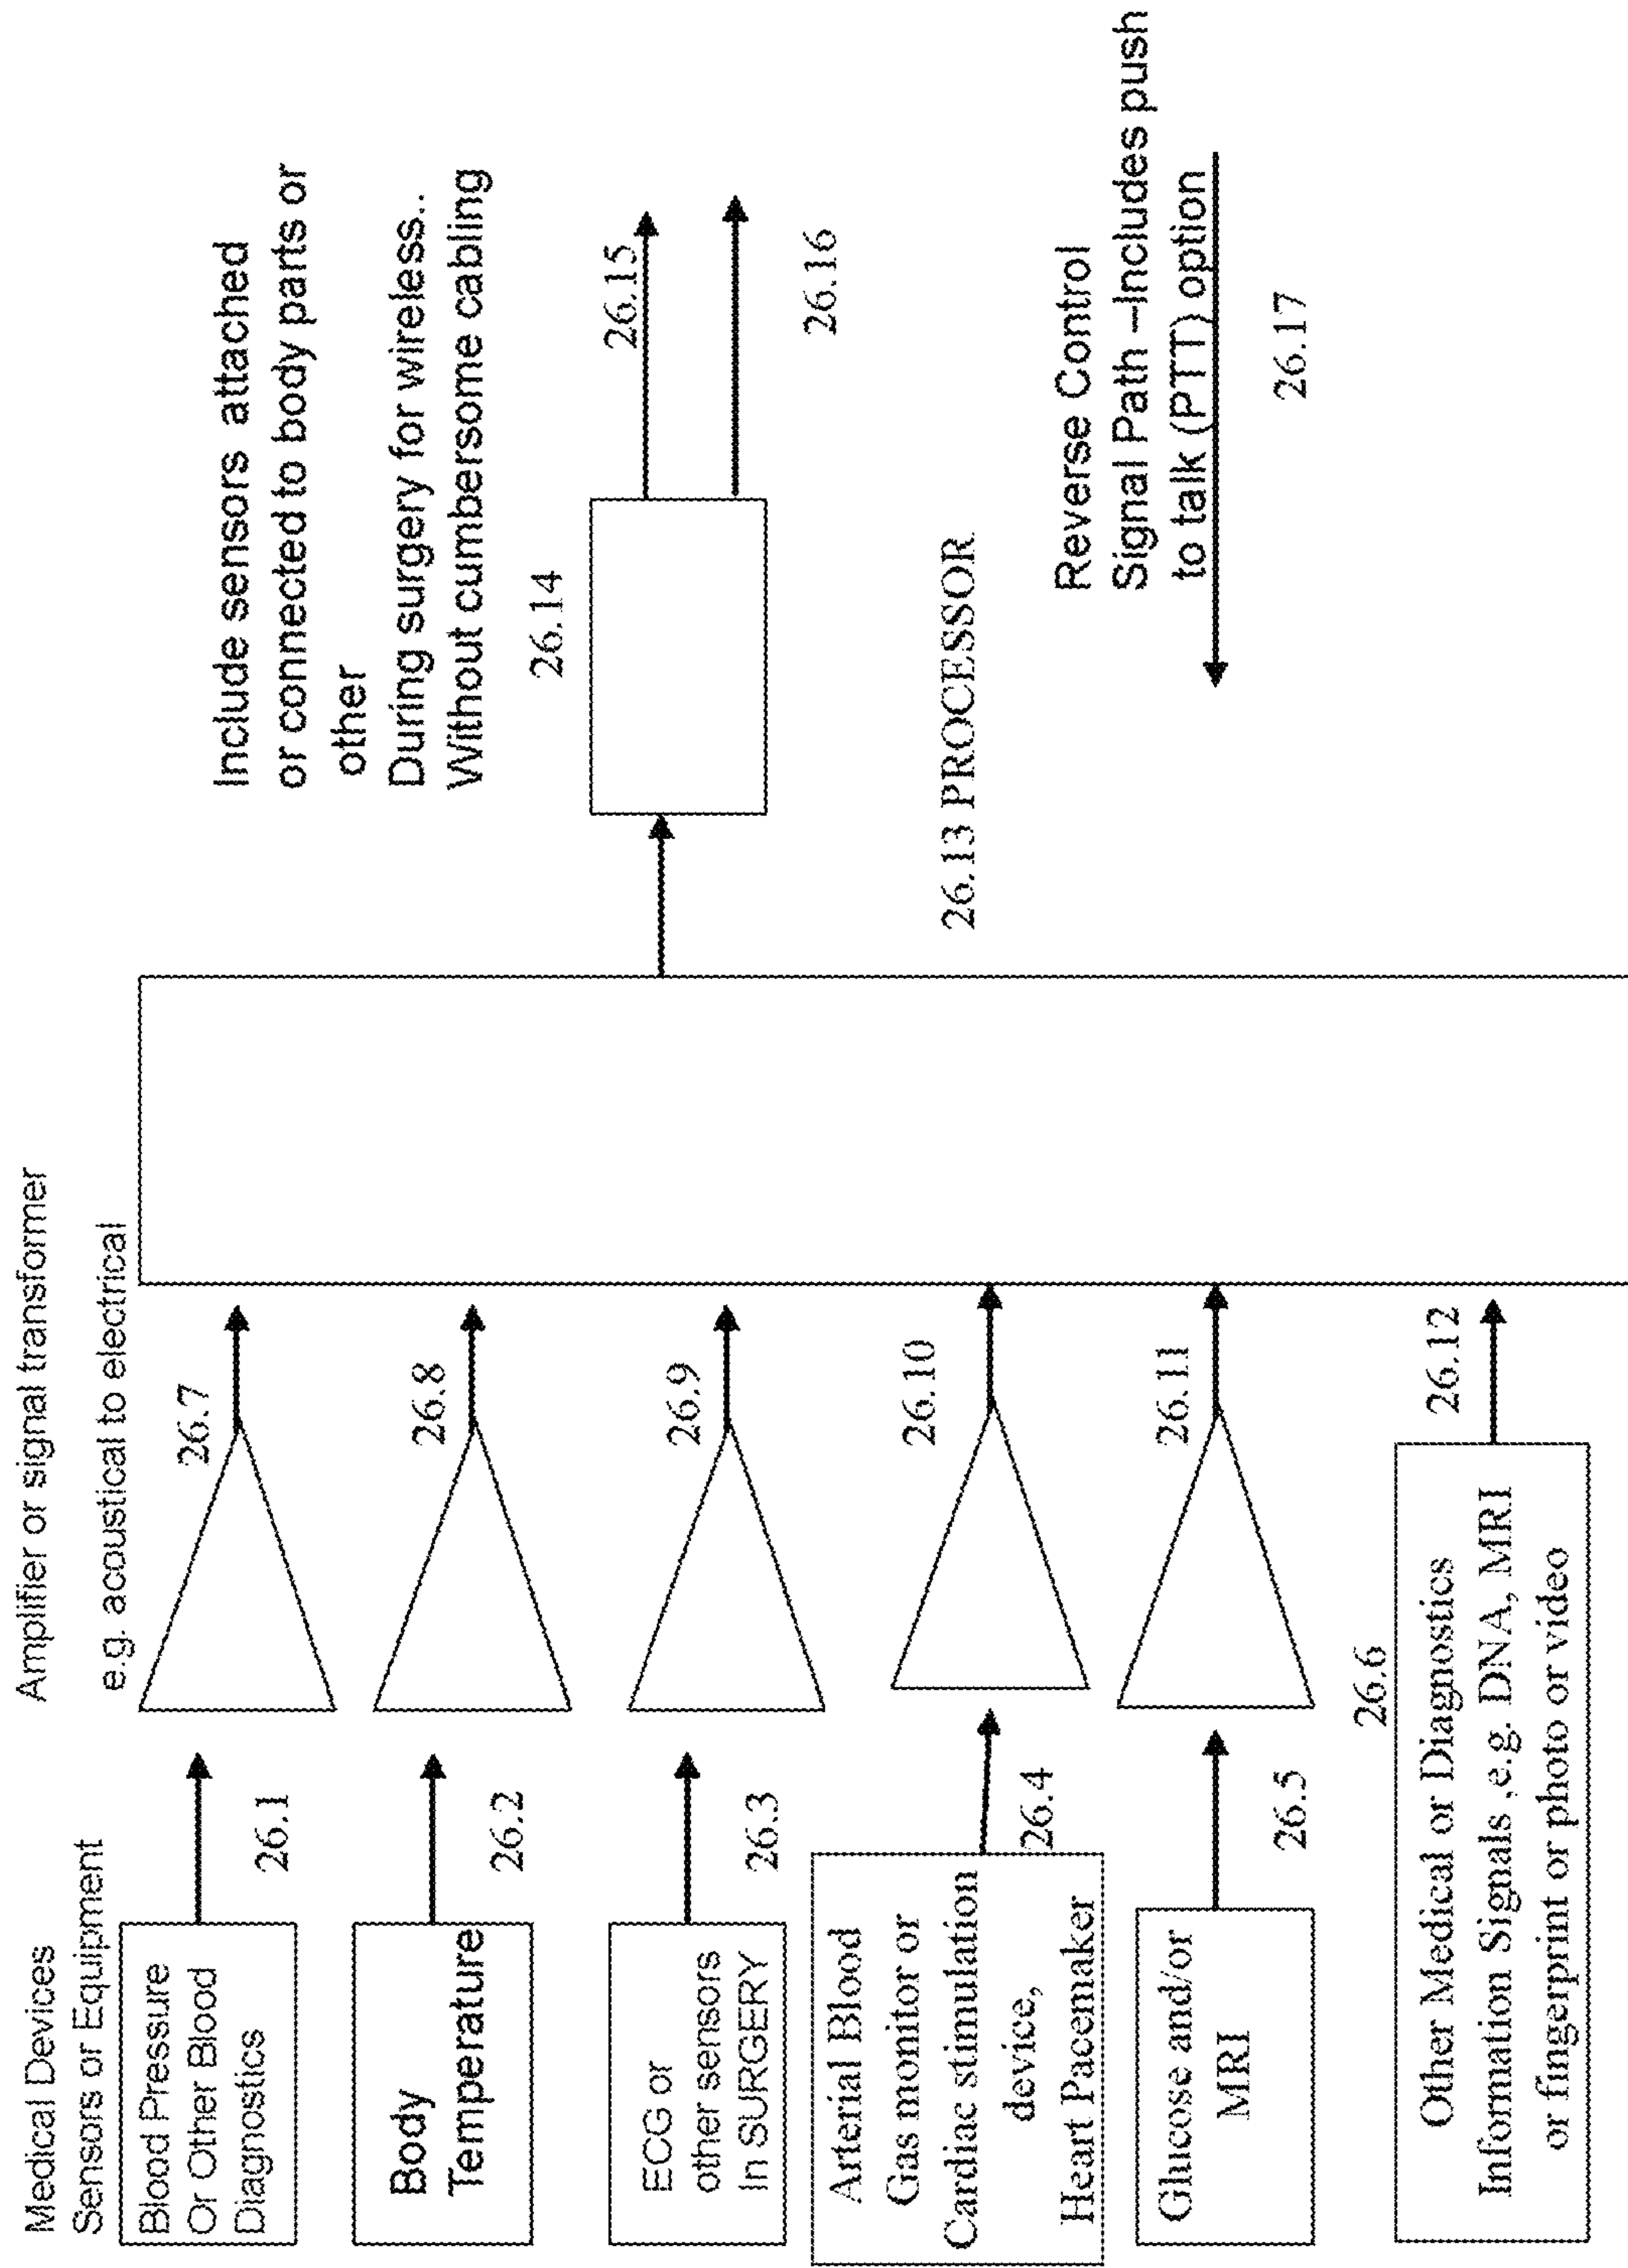 Medical Devices
Sensors or Equipment
Amplifier or signal transformer
e.g. acoustical to electrical
Blood Pressure
Or Other Blood
Diagnostics
26.1
26.7
Body
Temperature
26.2
26.8
ECG or
other sensors
In SURGERY
26.3
26.9
Arterial Blood
Gas monitor or
Cardiac stimulation
device,
Heart Pacemaker
26.4
26.10
Glucose and/or
MRI
26.5
26.11
26.6
Other Medical or Diagnostics
Information Signals ,e.g. DNA, MRI
or fingerprint or photo or video
26.12
Include sensors attached
or connected to body parts or
other
During surgery for wireless..
Without cumbersome cabling
26.14
26.15
26.16
26.13 PROCESSOR
Reverse Control
Signal Path –Includes push
to talk (PTT) option
26.17